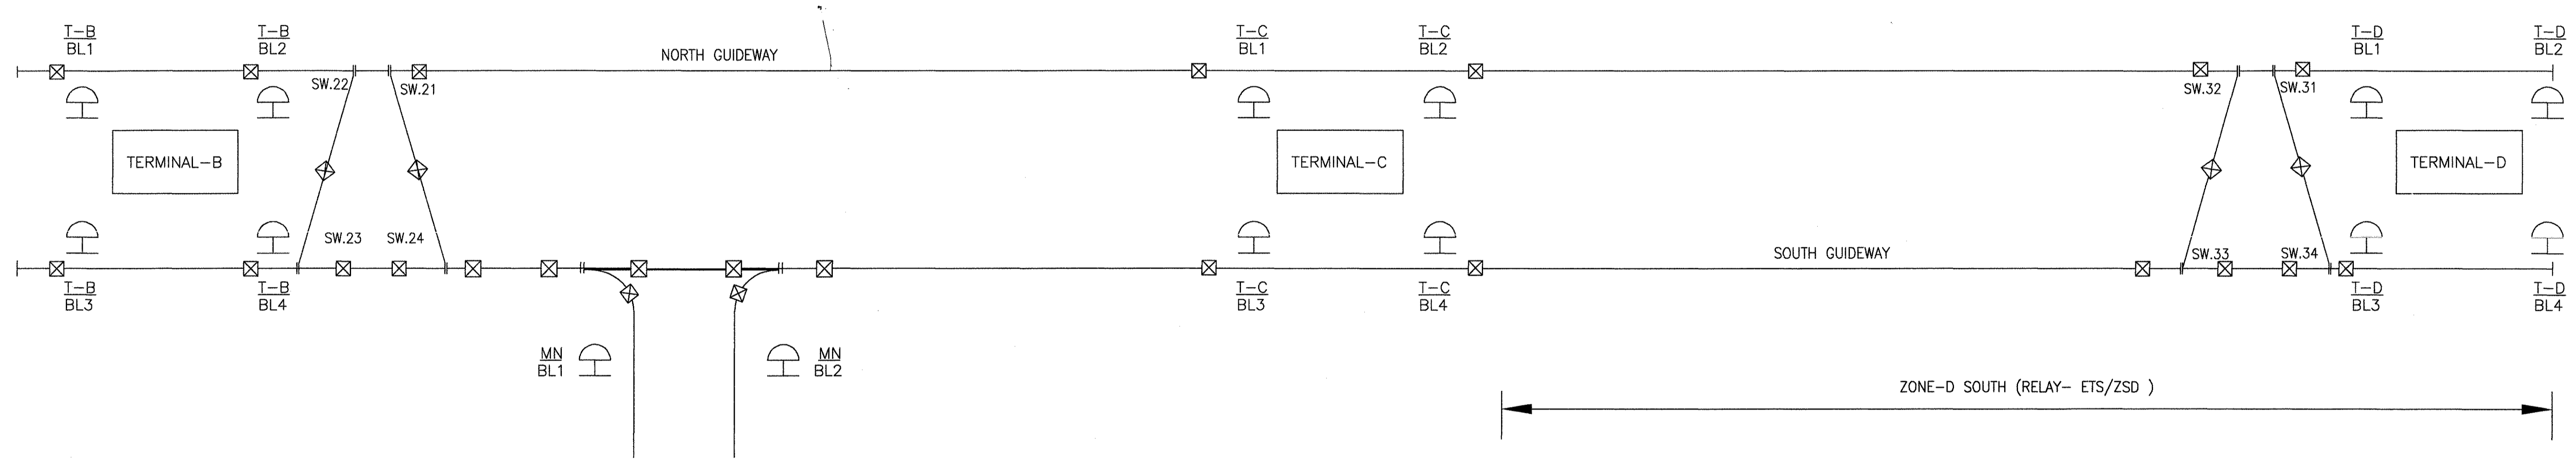 T-B
BL1
T-B
BL2
NORTH GUIDEWAY
T-C
BL1
T-C
BL2
T-D
BL1
T-D
BL2
SW.22
SW.21
SW.32
SW.31
TERMINAL-B
TERMINAL-C
TERMINAL-D
SW.23
SW.24
SOUTH GUIDEWAY
SW.33
SW.34
T-B
BL3
T-B
BL4
T-C
BL3
T-C
BL4
T-D
BL3
T-D
BL4
MN
BL1
MN
BL2
ZONE-D SOUTH (RELAY- ETS/ZSD )